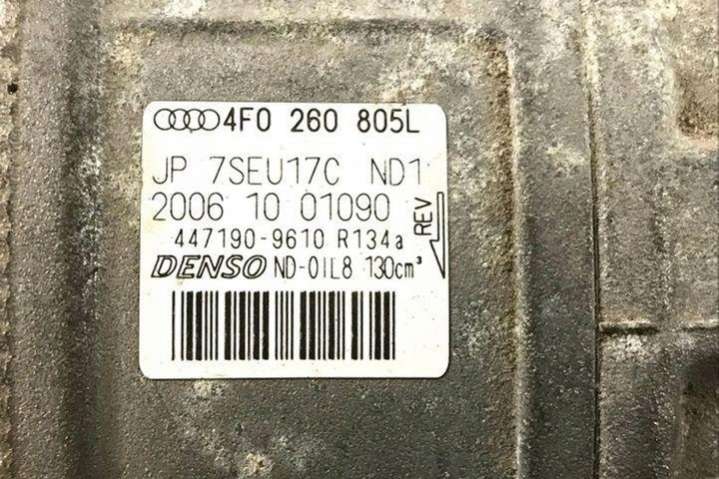 4F0 260 805L
JP 7SEU17C ND1
2006 10 01090
REV
447190-9610 R134a
DENSO ND-OIL8 130cm³